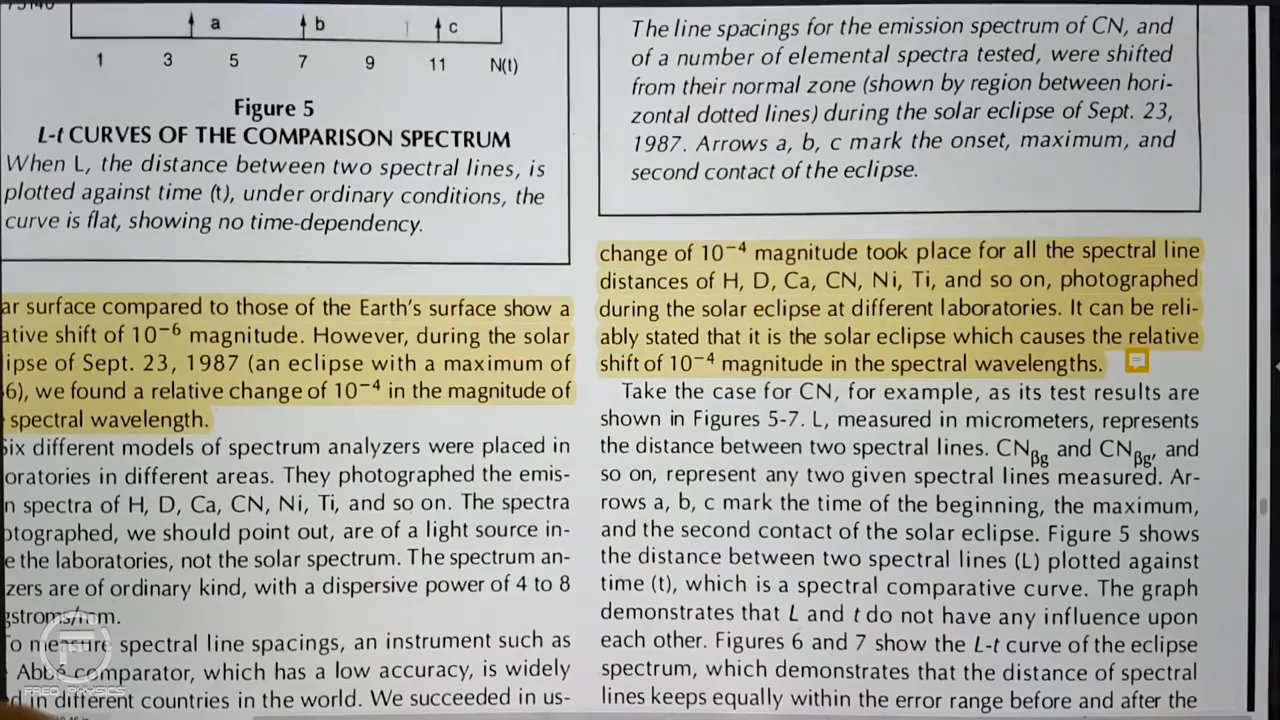 a
b
c
1 3 5 7 9 11 N(t)
Figure 5
L-t CURVES OF THE COMPARISON SPECTRUM
When L, the distance between two spectral lines, is
plotted against time (t), under ordinary conditions, the
curve is flat, showing no time-dependency.
ar surface compared to those of the Earth's surface show a
ative shift of 10⁻⁶ magnitude. However, during the solar
ipse of Sept. 23, 1987 (an eclipse with a maximum of
6), we found a relative change of 10⁻⁴ in the magnitude of
spectral wavelength.
Six different models of spectrum analyzers were placed in
oratories in different areas. They photographed the emis-
n spectra of H, D, Ca, CN, Ni, Ti, and so on. The spectra
otographed, we should point out, are of a light source in-
e the laboratories, not the solar spectrum. The spectrum an-
zers are of ordinary kind, with a dispersive power of 4 to 8
gstroms/mm.
To measure spectral line spacings, an instrument such as
Abbé comparator, which has a low accuracy, is widely
d in different countries in the world. We succeeded in us-
The line spacings for the emission spectrum of CN, and
of a number of elemental spectra tested, were shifted
from their normal zone (shown by region between hori-
zontal dotted lines) during the solar eclipse of Sept. 23,
1987. Arrows a, b, c mark the onset, maximum, and
second contact of the eclipse.
change of 10⁻⁴ magnitude took place for all the spectral line
distances of H, D, Ca, CN, Ni, Ti, and so on, photographed
during the solar eclipse at different laboratories. It can be reli-
ably stated that it is the solar eclipse which causes the relative
shift of 10⁻⁴ magnitude in the spectral wavelengths.
Take the case for CN, for example, as its test results are
shown in Figures 5-7. L, measured in micrometers, represents
the distance between two spectral lines. CNβg and CNβg′, and
so on, represent any two given spectral lines measured. Ar-
rows a, b, c mark the time of the beginning, the maximum,
and the second contact of the solar eclipse. Figure 5 shows
the distance between two spectral lines (L) plotted against
time (t), which is a spectral comparative curve. The graph
demonstrates that L and t do not have any influence upon
each other. Figures 6 and 7 show the L-t curve of the eclipse
spectrum, which demonstrates that the distance of spectral
lines keeps equally within the error range before and after the
FREQ PHYSICS